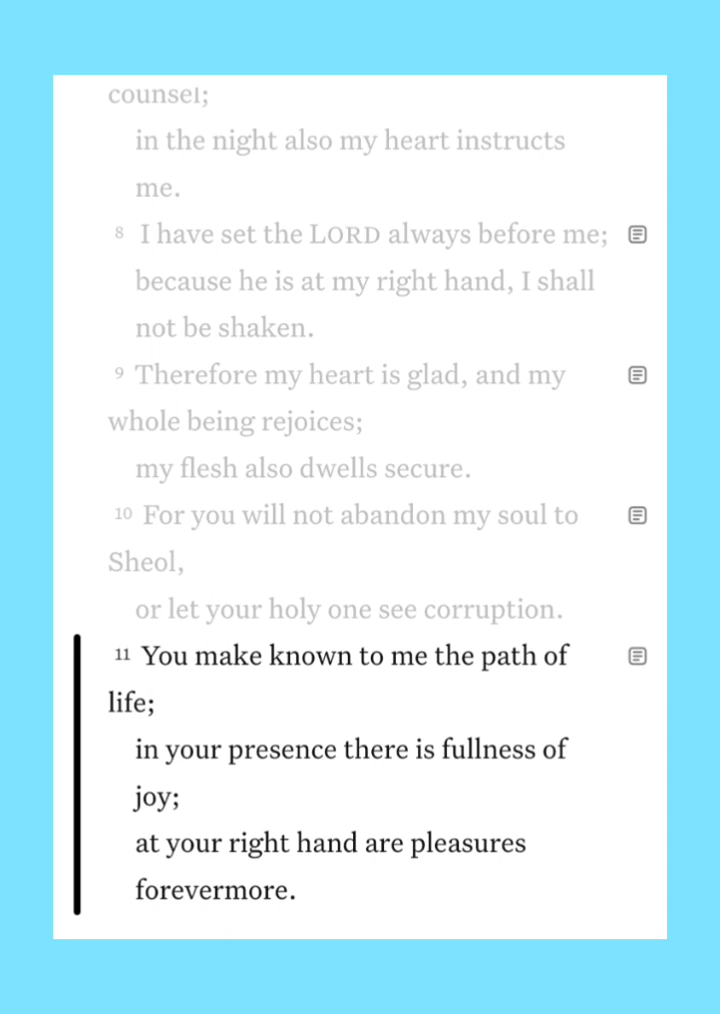 counsel;
in the night also my heart instructs
me.
8 I have set the LORD always before me;
because he is at my right hand, I shall
not be shaken.
9 Therefore my heart is glad, and my
whole being rejoices;
my flesh also dwells secure.
10 For you will not abandon my soul to
Sheol,
or let your holy one see corruption.
11 You make known to me the path of
life;
in your presence there is fullness of
joy;
at your right hand are pleasures
forevermore.